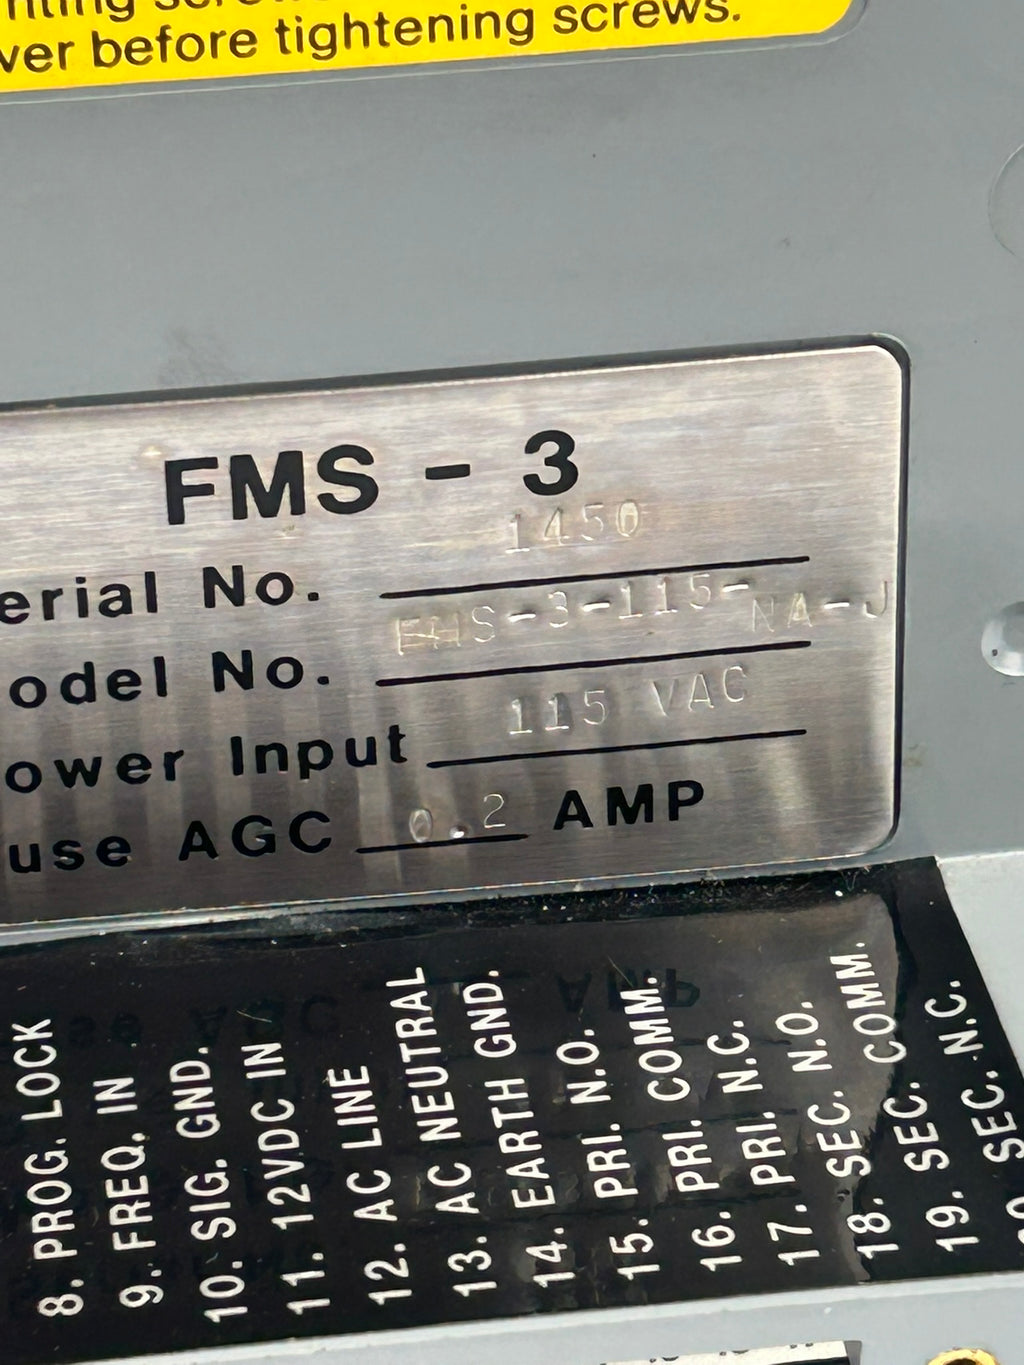 nting screw
ver before tightening screws.
FMS - 3
erial No. 1450
odel No. FMS-3-115-NA-J
ower Input 115 VAC
use AGC 0.2 AMP
8. PROG. LOCK
9. FREQ. IN
10. SIG. GND.
11. 12VDC IN
12. AC LINE
13. AC NEUTRAL
14. EARTH GND.
15. PRI. N.O.
16. PRI. COMM.
17. PRI. N.C.
18. SEC. N.O.
19. SEC. COMM.
SEC. N.C.